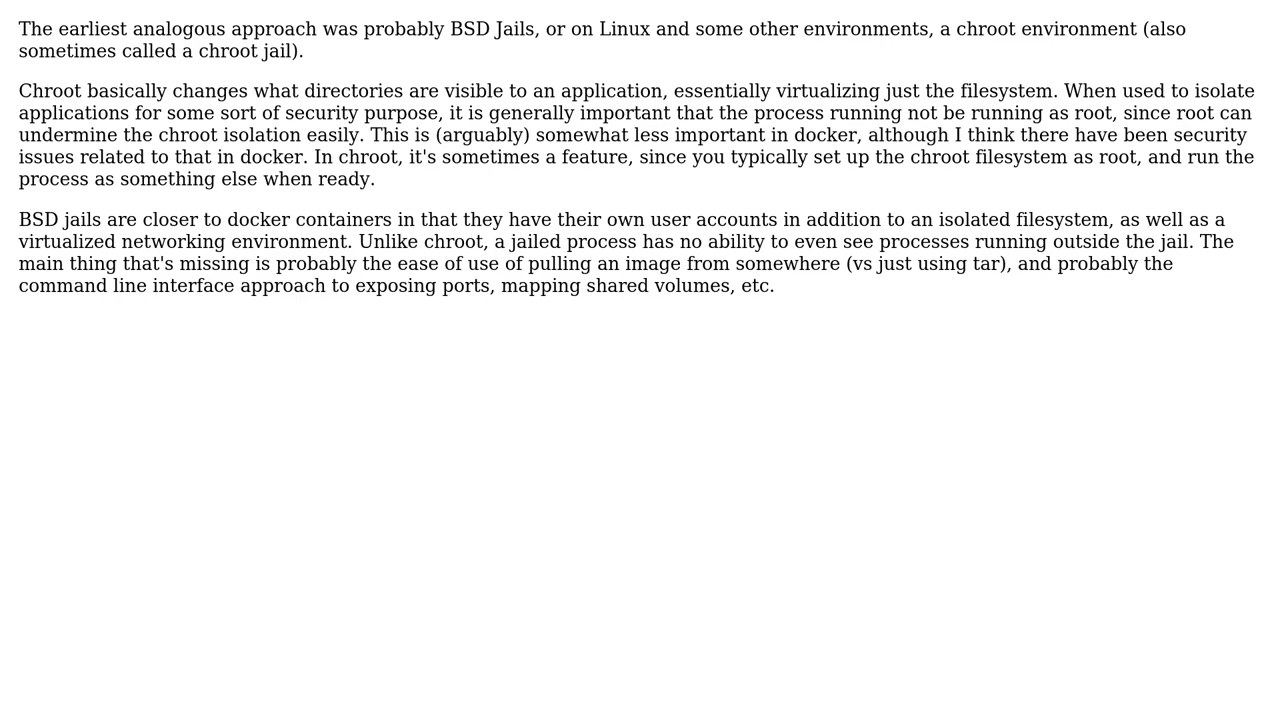 The earliest analogous approach was probably BSD Jails, or on Linux and some other environments, a chroot environment (also
sometimes called a chroot jail).
Chroot basically changes what directories are visible to an application, essentially virtualizing just the filesystem. When used to isolate
applications for some sort of security purpose, it is generally important that the process running not be running as root, since root can
undermine the chroot isolation easily. This is (arguably) somewhat less important in docker, although I think there have been security
issues related to that in docker. In chroot, it's sometimes a feature, since you typically set up the chroot filesystem as root, and run the
process as something else when ready.
BSD jails are closer to docker containers in that they have their own user accounts in addition to an isolated filesystem, as well as a
virtualized networking environment. Unlike chroot, a jailed process has no ability to even see processes running outside the jail. The
main thing that's missing is probably the ease of use of pulling an image from somewhere (vs just using tar), and probably the
command line interface approach to exposing ports, mapping shared volumes, etc.